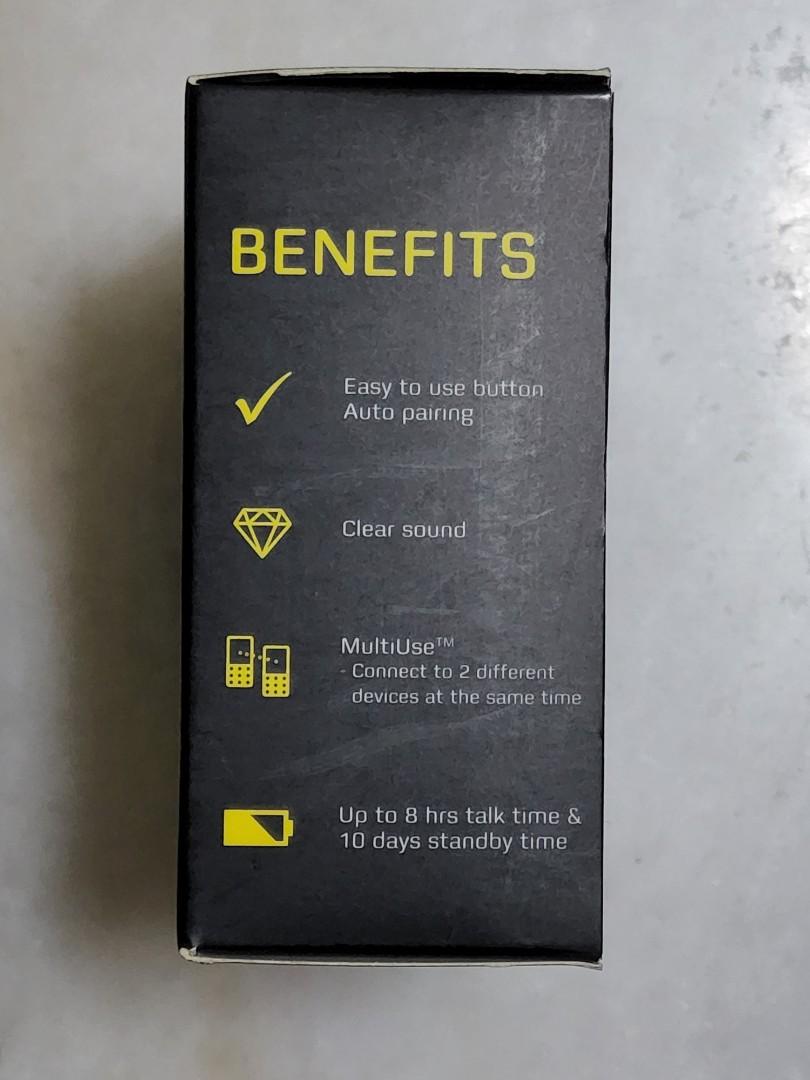 BENEFITS
Easy to use button
Auto pairing
Clear sound
MultiUse™
- Connect to 2 different
devices at the same time
Up to 8 hrs talk time &
10 days standby time